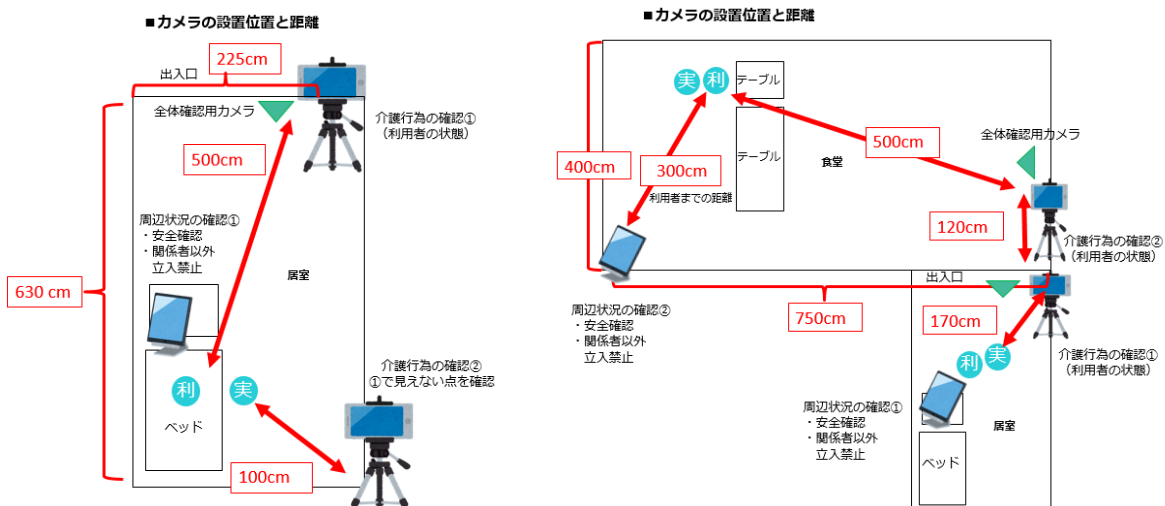 ■カメラの設置位置と距離
225cm
出入口
全体確認用カメラ
介護行為の確認①
(利用者の状態)
500cm
周辺状況の確認①
・安全確認
・関係者以外
立入禁止
居室
630 cm
介護行為の確認②
①で見えない点を確認
利
実
ベッド
100cm
■カメラの設置位置と距離
実
利
テーブル
テーブル
500cm
食堂
全体確認用カメラ
400cm
300cm
利用者までの距離
120cm
介護行為の確認②
(利用者の状態)
出入口
周辺状況の確認②
・安全確認
・関係者以外
立入禁止
750cm
170cm
介護行為の確認①
(利用者の状態)
利
実
周辺状況の確認①
・安全確認
・関係者以外
立入禁止
居室
ベッド